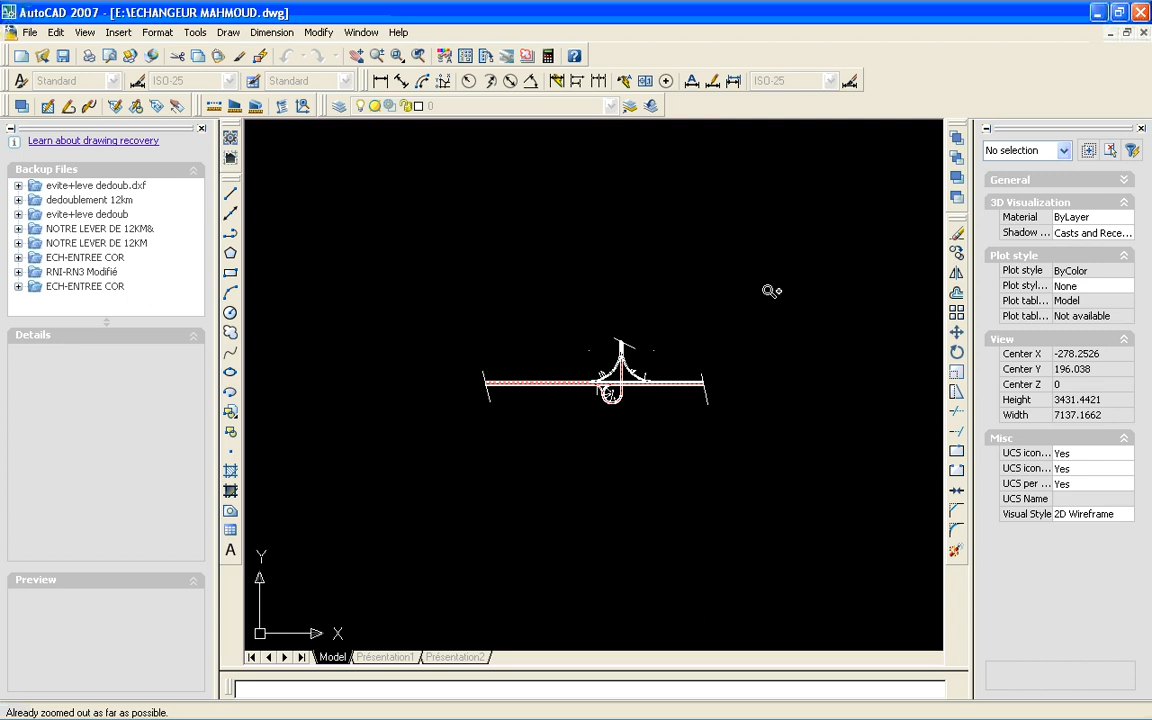 AutoCAD 2007 - [E:\ECHANGEUR MAHMOUD.dwg]
File Edit View Insert Format Tools Draw Dimension Modify Window Help
Standard ISO-25 Standard ISO-25
0
Learn about drawing recovery
Backup Files
evite+leve dedoub.dxf
dedoublement 12km
evite+leve dedoub
NOTRE LEVER DE 12KM&
NOTRE LEVER DE 12KM
ECH-ENTREE COR
RNI-RN3 Modifié
ECH-ENTREE COR
Details
Preview
No selection
General
3D Visualization
Material ByLayer
Shadow ... Casts and Rece...
Plot style
Plot style ByColor
Plot styl... None
Plot tabl... Model
Plot tabl... Not available
View
Center X -278.2526
Center Y 196.038
Center Z 0
Height 3431.4421
Width 7137.1662
Misc
UCS icon... Yes
UCS icon... Yes
UCS per ... Yes
UCS Name
Visual Style 2D Wireframe
A
Y
X
Model Présentation1 Présentation2
Already zoomed out as far as possible.